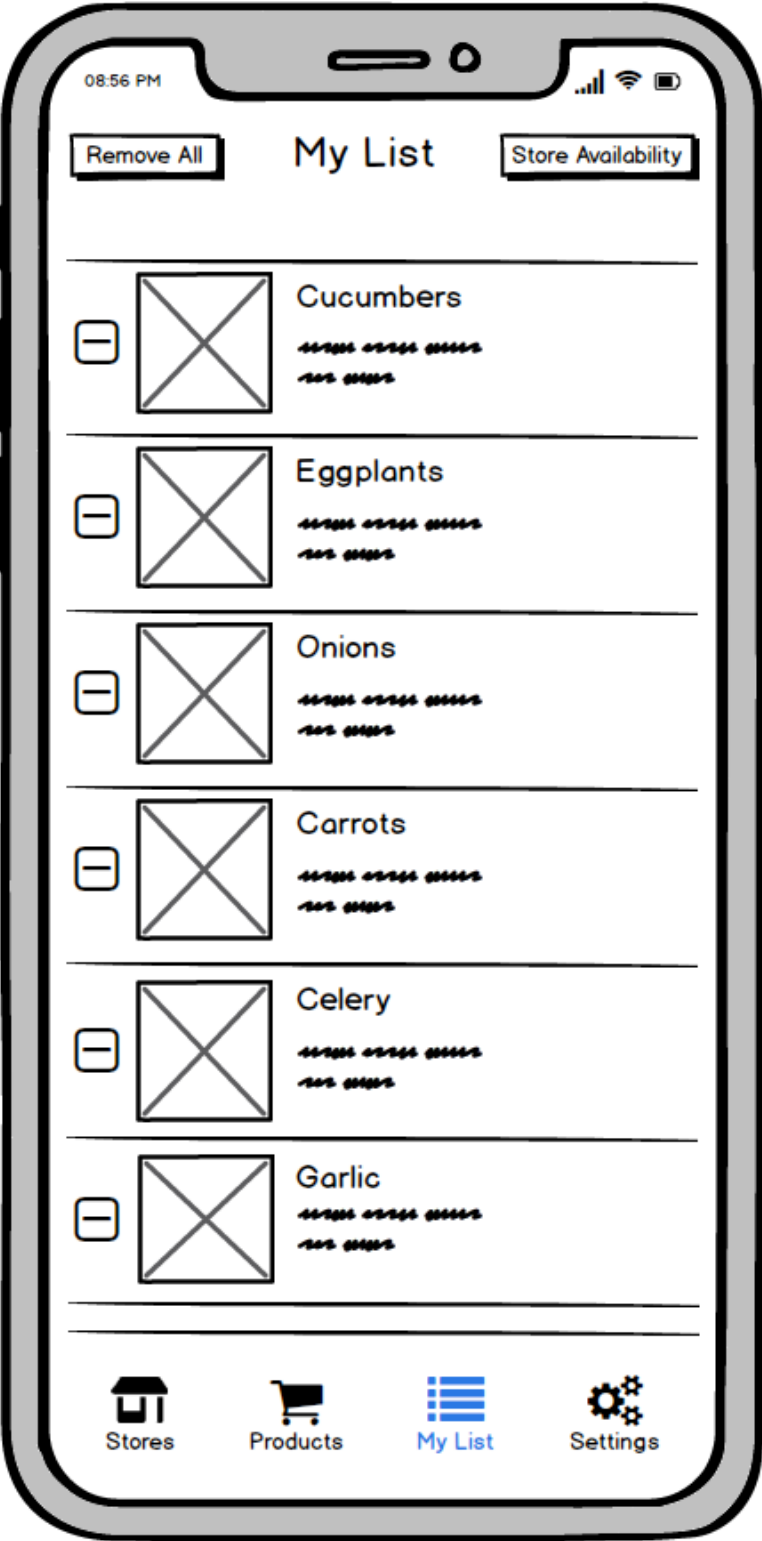 08:56 PM
Remove All
My List
Store Availability
Cucumbers
Eggplants
Onions
Carrots
Celery
Garlic
Stores
Products
My List
Settings